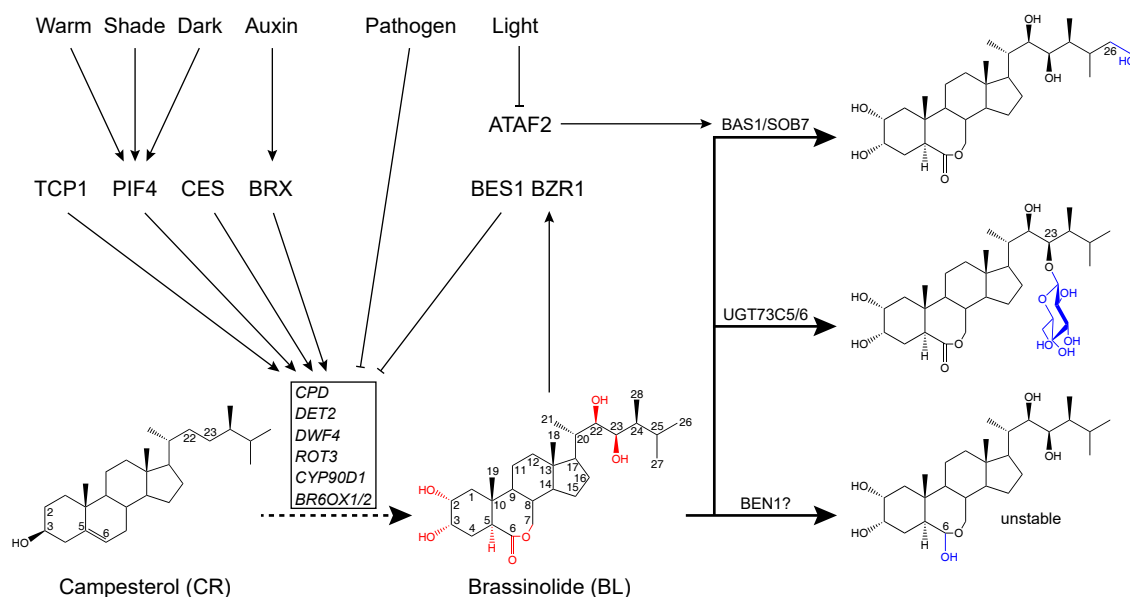 Warm Shade Dark Auxin Pathogen Light
ATAF2
BAS1/SOB7
TCP1 PIF4 CES BRX BES1 BZR1
UGT73C5/6
CPD
DET2
DWF4
ROT3
CYP90D1
BR6OX1/2
BEN1?
unstable
Campesterol (CR) Brassinolide (BL)
HO
2
3
5
6
22
23
HO
HO
H
O
O
OH
OH
1
2
3
4
5
6
7
8
9
10
11
12
13
14
15
16
17
18
19
20
21
22
23
24
25
26
27
28
HO
HO
H
O
O
OH
OH
26
HO
HO
HO
H
O
O
OH
23
O
O
OH
OH
OH
HO
HO
HO
H
O
6
OH
OH
OH